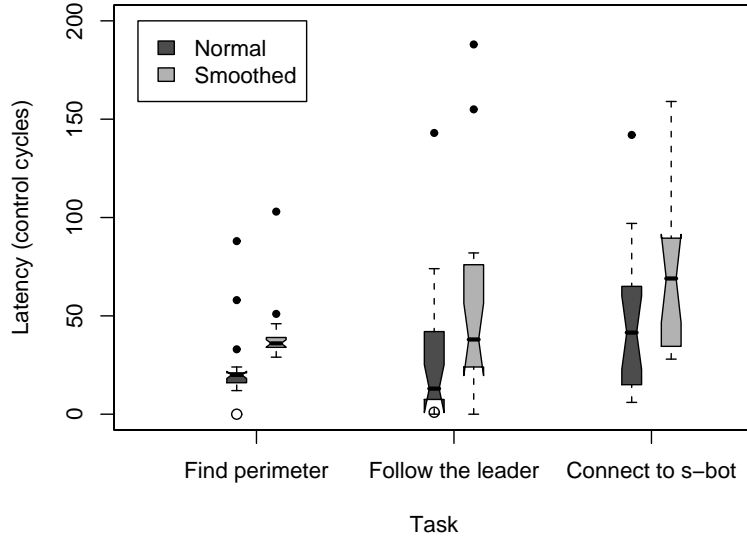 200
150
100
50
0
Latency (control cycles)
Normal
Smoothed
Find perimeter
Follow the leader
Connect to s−bot
Task